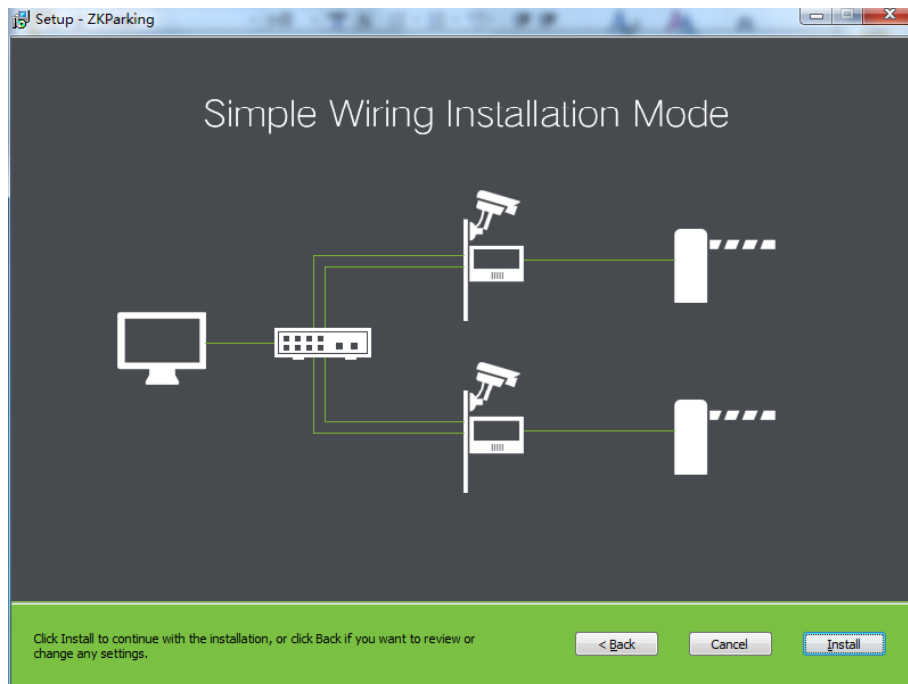 Setup - ZKParking
Simple Wiring Installation Mode
Click Install to continue with the installation, or click Back if you want to review or
change any settings.
< Back
Cancel
Install